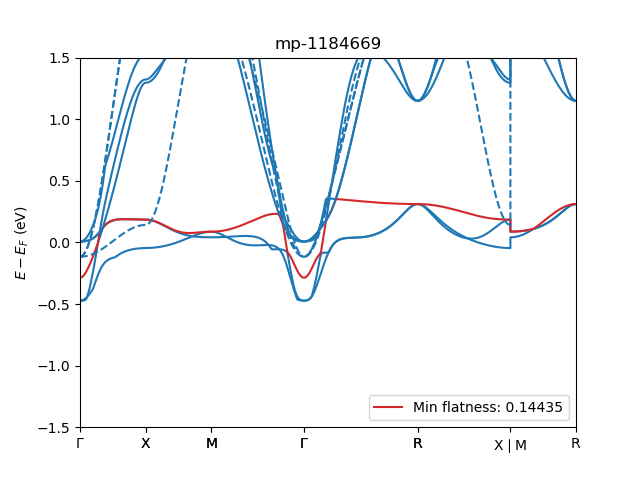 mp-1184669
E − E_F (eV)
1.5
1.0
0.5
0.0
−0.5
−1.0
−1.5
Min flatness: 0.14435
Γ X M Γ R X | M R